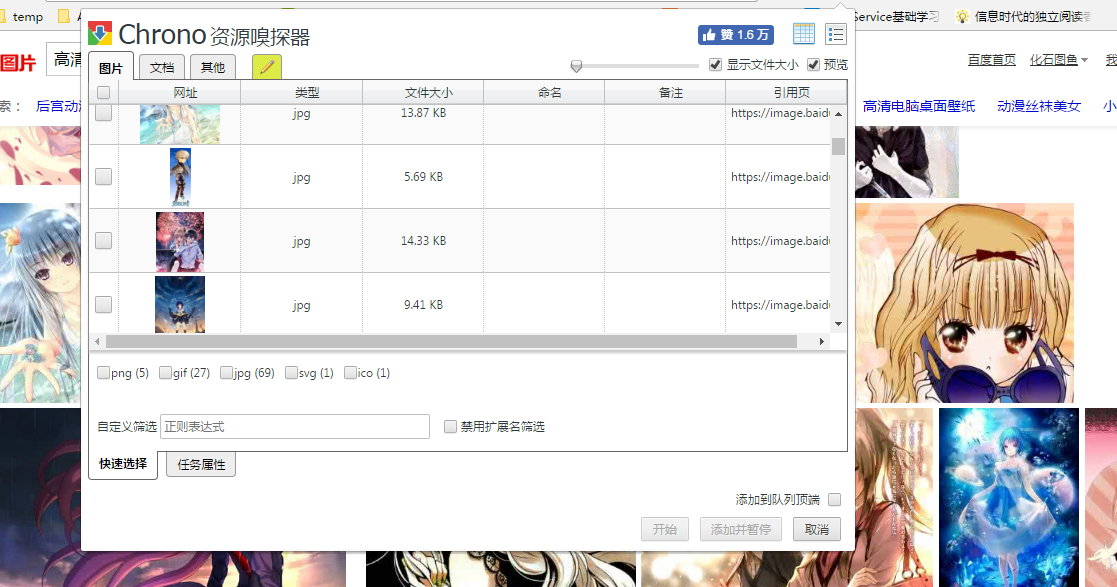 temp
Service基础学习
信息时代的独立阅读
Chrono 资源嗅探器
赞 1.6 万
图片
高清
百度首页
化石图鱼
我
图片
文档
其他
显示文件大小
预览
索：
后宫动漫
高清电脑桌面壁纸
动漫丝袜美女
小
网址
类型
文件大小
命名
备注
引用页
jpg
13.87 KB
https://image.baidu
jpg
5.69 KB
https://image.baidu
jpg
14.33 KB
https://image.baidu
jpg
9.41 KB
https://image.baidu
png (5)
gif (27)
jpg (69)
svg (1)
ico (1)
自定义筛选
正则表达式
禁用扩展名筛选
快速选择
任务属性
添加到队列顶端
开始
添加并暂停
取消